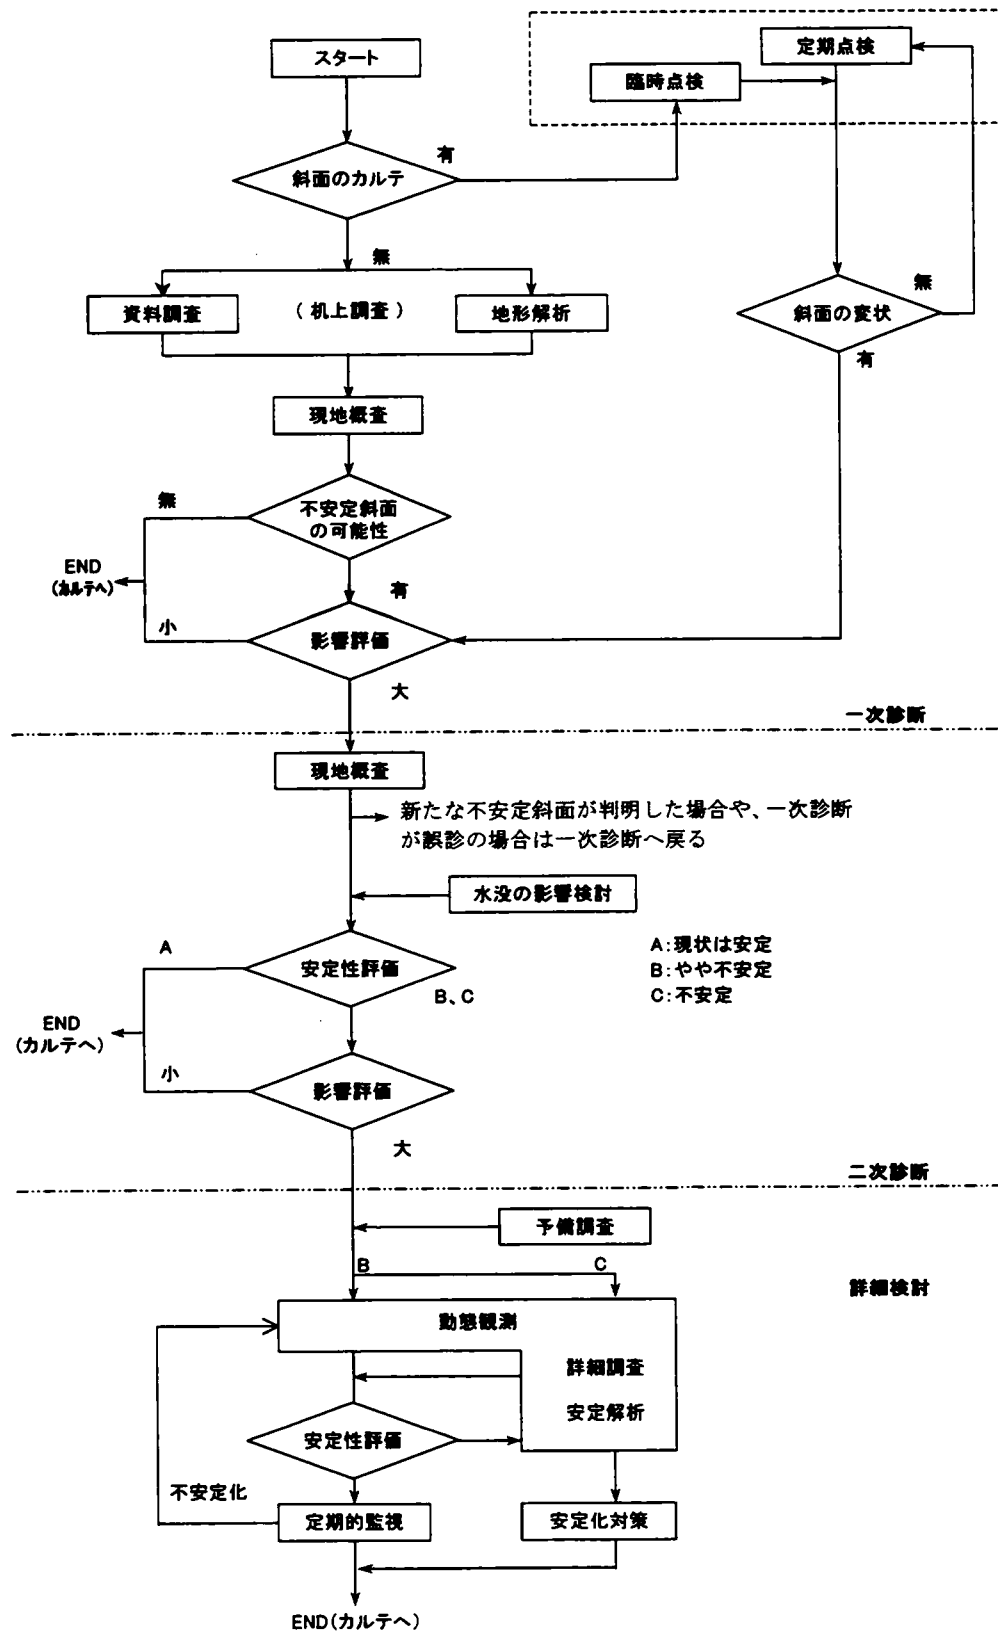 スタート
定期点検
臨時点検
有
斜面のカルテ
無
資料調査
(机上調査)
地形解析
無
斜面の変状
有
現地概査
無
不安定斜面
の可能性
END
(カルテへ)
有
小
影響評価
大
一次診断
現地概査
新たな不安定斜面が判明した場合や、一次診断
が誤診の場合は一次診断へ戻る
水没の影響検討
A
安定性評価
B、C
A:現状は安定
B:やや不安定
C:不安定
END
(カルテへ)
小
影響評価
大
二次診断
予備調査
B
C
詳細検討
動態観測
詳細調査
安定解析
安定性評価
不安定化
定期的監視
安定化対策
END(カルテへ)